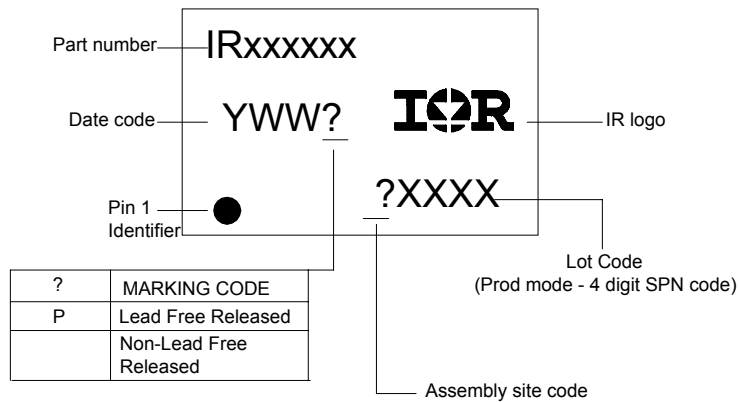 Part number
IRxxxxxx
Date code
YWW?
IOR
IR logo
?XXXX
Pin 1
Identifier
Lot Code
(Prod mode - 4 digit SPN code)
? MARKING CODE
P Lead Free Released
Non-Lead Free
Released
Assembly site code